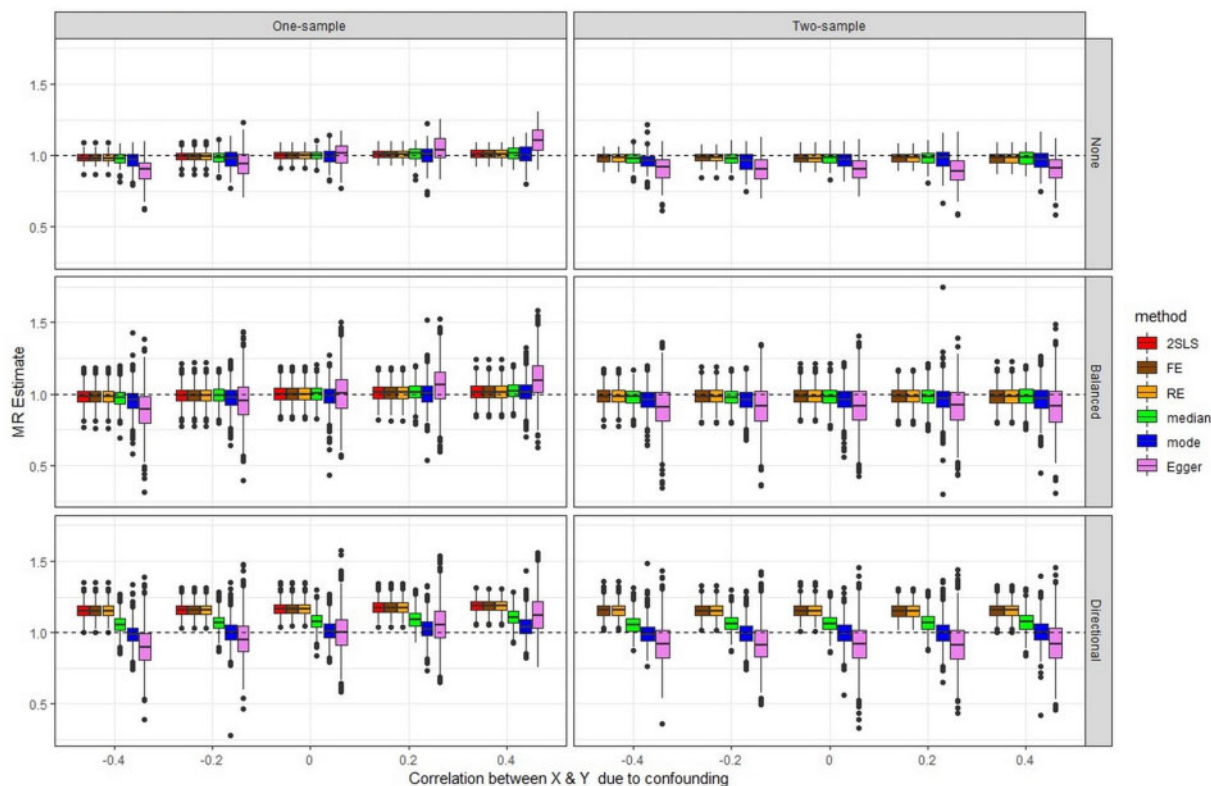 One-sample
Two-sample
1.5
1.0
0.5
None
1.5
1.0
0.5
Balanced
1.5
1.0
0.5
Directional
MR Estimate
-0.4 -0.2 0 0.2 0.4
-0.4 -0.2 0 0.2 0.4
Correlation between X & Y due to confounding
method
2SLS
FE
RE
median
mode
Egger